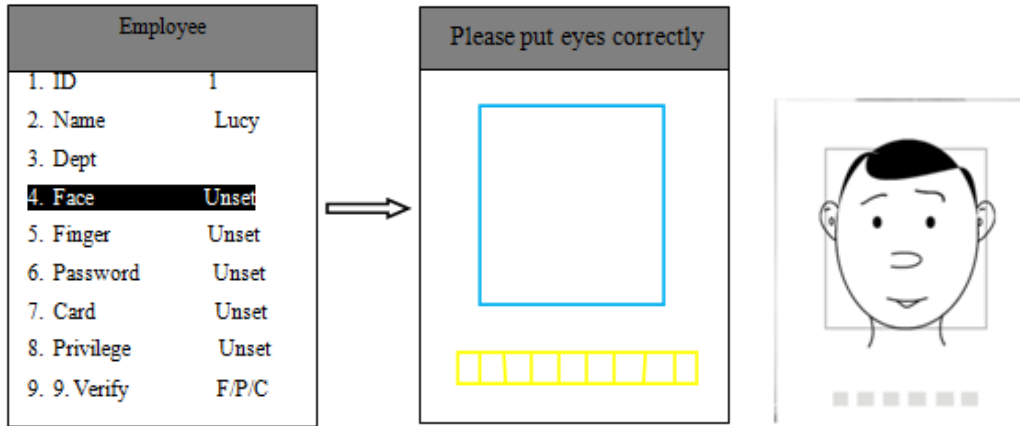 Employee
1. ID 1
2. Name Lucy
3. Dept
4. Face Unset
5. Finger Unset
6. Password Unset
7. Card Unset
8. Privilege Unset
9. 9. Verify F/P/C
Please put eyes correctly